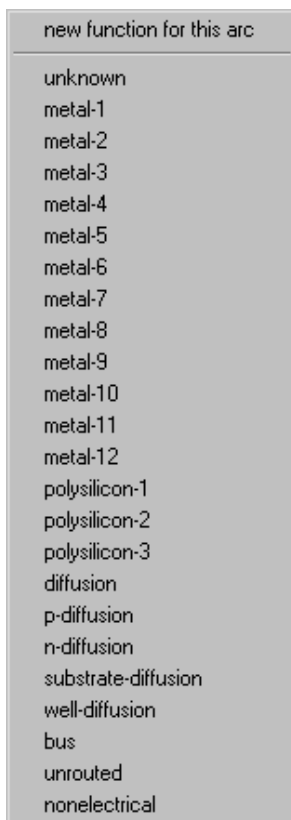 new function for this arc
unknown
metal-1
metal-2
metal-3
metal-4
metal-5
metal-6
metal-7
metal-8
metal-9
metal-10
metal-11
metal-12
polysilicon-1
polysilicon-2
polysilicon-3
diffusion
p-diffusion
n-diffusion
substrate-diffusion
well-diffusion
bus
unrouted
nonelectrical